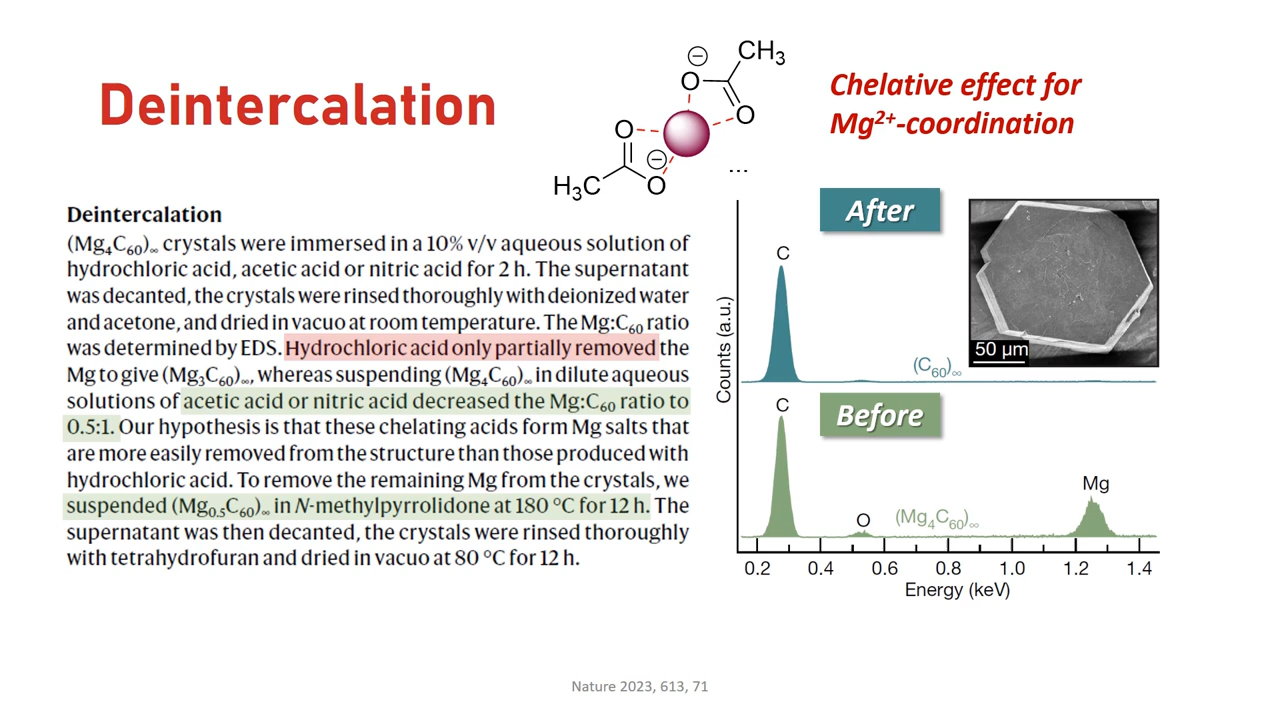 Deintercalation
⊖
CH₃
O
O
O
⊖
H₃C
O
...
Chelative effect for
Mg²⁺-coordination
Deintercalation
(Mg₄C₆₀)∞ crystals were immersed in a 10% v/v aqueous solution of
hydrochloric acid, acetic acid or nitric acid for 2 h. The supernatant
was decanted, the crystals were rinsed thoroughly with deionized water
and acetone, and dried in vacuo at room temperature. The Mg:C₆₀ ratio
was determined by EDS. Hydrochloric acid only partially removed the
Mg to give (Mg₃C₆₀)∞, whereas suspending (Mg₄C₆₀)∞ in dilute aqueous
solutions of acetic acid or nitric acid decreased the Mg:C₆₀ ratio to
0.5:1. Our hypothesis is that these chelating acids form Mg salts that
are more easily removed from the structure than those produced with
hydrochloric acid. To remove the remaining Mg from the crystals, we
suspended (Mg₀.₅C₆₀)∞ in N-methylpyrrolidone at 180 °C for 12 h. The
supernatant was then decanted, the crystals were rinsed thoroughly
with tetrahydrofuran and dried in vacuo at 80 °C for 12 h.
After
C
50 µm
(C₆₀)∞
Counts (a.u.)
C
Before
Mg
O
(Mg₄C₆₀)∞
0.2 0.4 0.6 0.8 1.0 1.2 1.4
Energy (keV)
Nature 2023, 613, 71